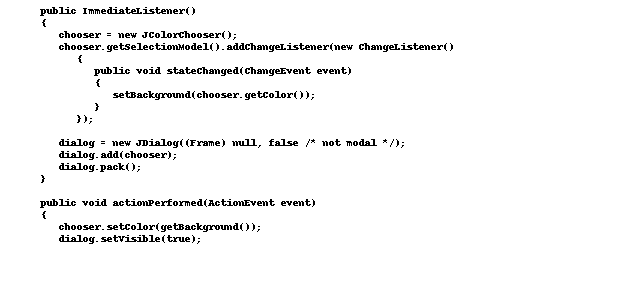 public ImmediateListener()
{
   chooser = new JColorChooser();
   chooser.getSelectionModel().addChangeListener(new ChangeListener()
      {
         public void stateChanged(ChangeEvent event)
         {
            setBackground(chooser.getColor());
         }
      });

   dialog = new JDialog((Frame) null, false /* not modal */);
   dialog.add(chooser);
   dialog.pack();
}

public void actionPerformed(ActionEvent event)
{
   chooser.setColor(getBackground());
   dialog.setVisible(true);